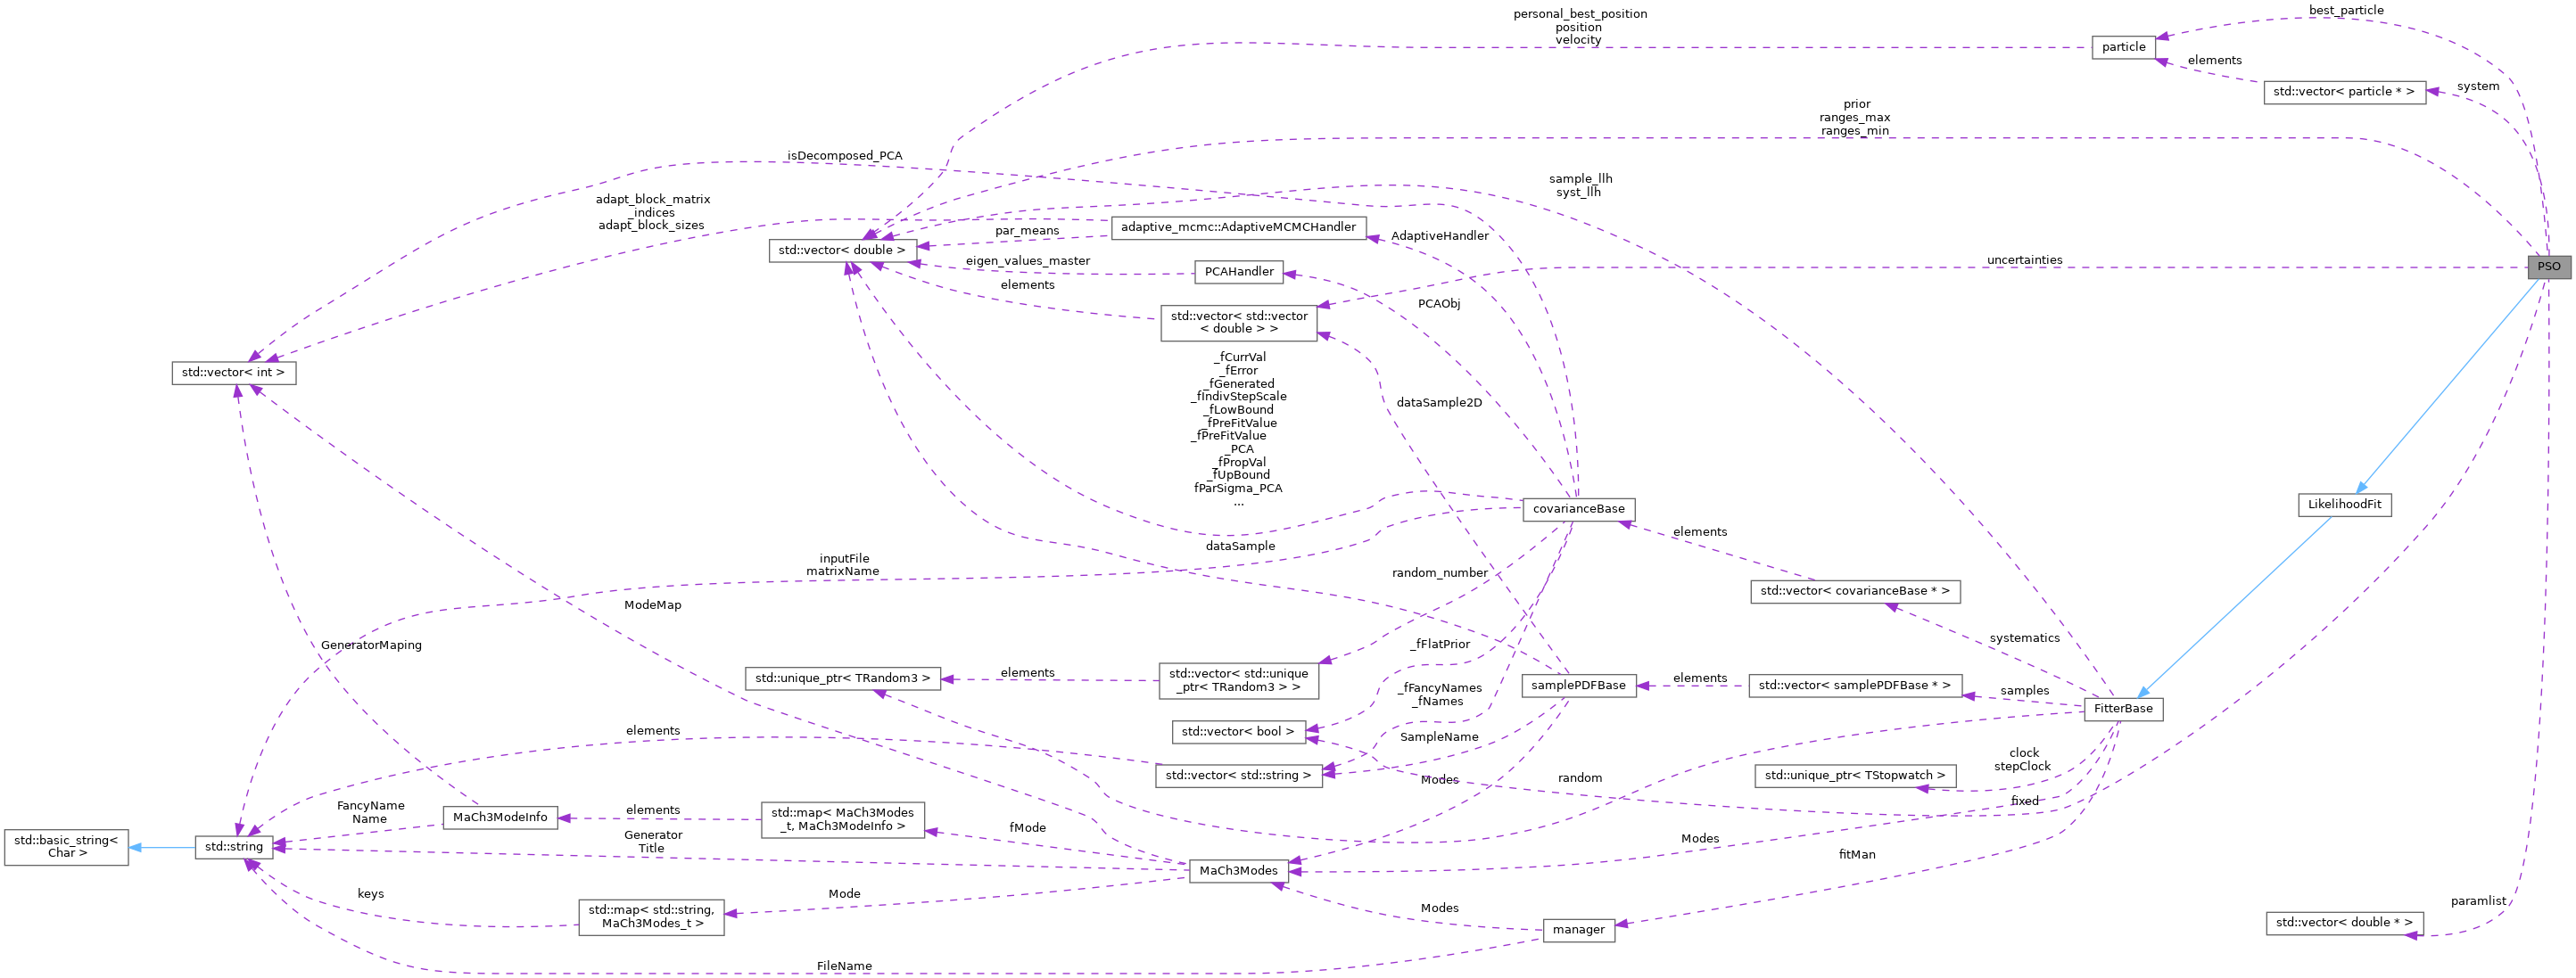 best_particle
personal_best_position
position
velocity
particle
elements
std::vector< particle * >
system
prior
ranges_max
ranges_min
isDecomposed_PCA
sample_llh
syst_llh
adapt_block_matrix
_indices
adapt_block_sizes
adaptive_mcmc::AdaptiveMCMCHandler
par_means
AdaptiveHandler
std::vector< double >
eigen_values_master
PCAHandler
uncertainties
PSO
elements
PCAObj
std::vector< std::vector
< double > >
_fCurrVal
_fError
_fGenerated
_fIndivStepScale
_fLowBound
_fPreFitValue
_fPreFitValue
_PCA
_fPropVal
_fUpBound
fParSigma_PCA
...
std::vector< int >
dataSample2D
covarianceBase
LikelihoodFit
elements
dataSample
inputFile
matrixName
random_number
std::vector< covarianceBase * >
ModeMap
systematics
GeneratorMaping
_fFlatPrior
std::unique_ptr< TRandom3 >
elements
std::vector< std::unique
_ptr< TRandom3 > >
samplePDFBase
elements
std::vector< samplePDFBase * >
samples
FitterBase
_fFancyNames
_fNames
std::vector< bool >
elements
SampleName
clock
stepClock
std::vector< std::string >
Modes
random
std::unique_ptr< TStopwatch >
fixed
FancyName
Name
MaCh3ModeInfo
elements
std::map< MaCh3Modes
_t, MaCh3ModeInfo >
fMode
std::basic_string<
Char >
std::string
Generator
Title
Modes
fitMan
MaCh3Modes
keys
Mode
std::map< std::string,
MaCh3Modes_t >
Modes
manager
paramlist
std::vector< double * >
FileName